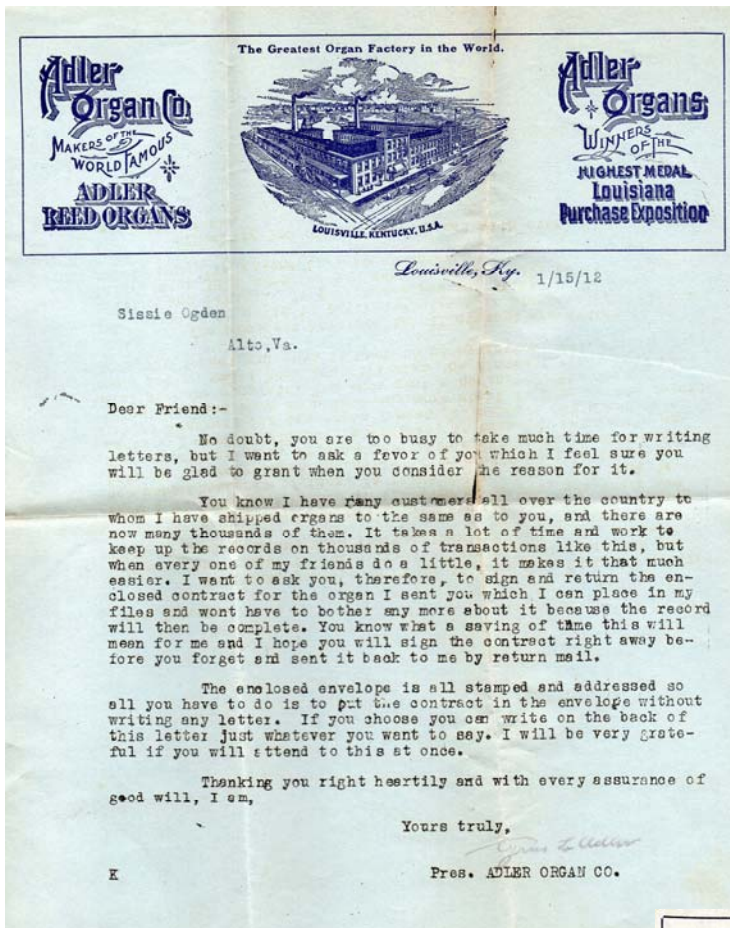 The Greatest Organ Factory in the World.
Adler
Organ Co.
MAKERS OF THE
WORLD FAMOUS
ADLER
REED ORGANS
LOUISVILLE, KENTUCKY, U.S.A.
Adler
Organs
WINNERS
OF THE
HIGHEST MEDAL
Louisiana
Purchase Exposition
Louisville, Ky. 1/15/12
Sissie Ogden
Alto,Va.
Dear Friend:-
No doubt, you are too busy to take much time for writing
letters, but I want to ask a favor of you which I feel sure you
will be glad to grant when you consider the reason for it.
You know I have many customers all over the country to
whom I have shipped organs to the same as to you, and there are
now many thousands of them. It takes a lot of time and work to
keep up the records on thousands of transactions like this, but
when every one of my friends do a little, it makes it that much
easier. I want to ask you, therefore, to sign and return the en-
closed contract for the organ I sent you which I can place in my
files and wont have to bother any more about it because the record
will then be complete. You know what a saving of time this will
mean for me and I hope you will sign the contract right away be-
fore you forget and sent it back to me by return mail.
The enclosed envelope is all stamped and addressed so
all you have to do is to put the contract in the envelope without
writing any letter. If you choose you can write on the back of
this letter just whatever you want to say. I will be very grate-
ful if you will attend to this at once.
Thanking you right heartily and with every assurance of
good will, I am,
Yours truly,
Cyrus L Adler
K Pres. ADLER ORGAN CO.